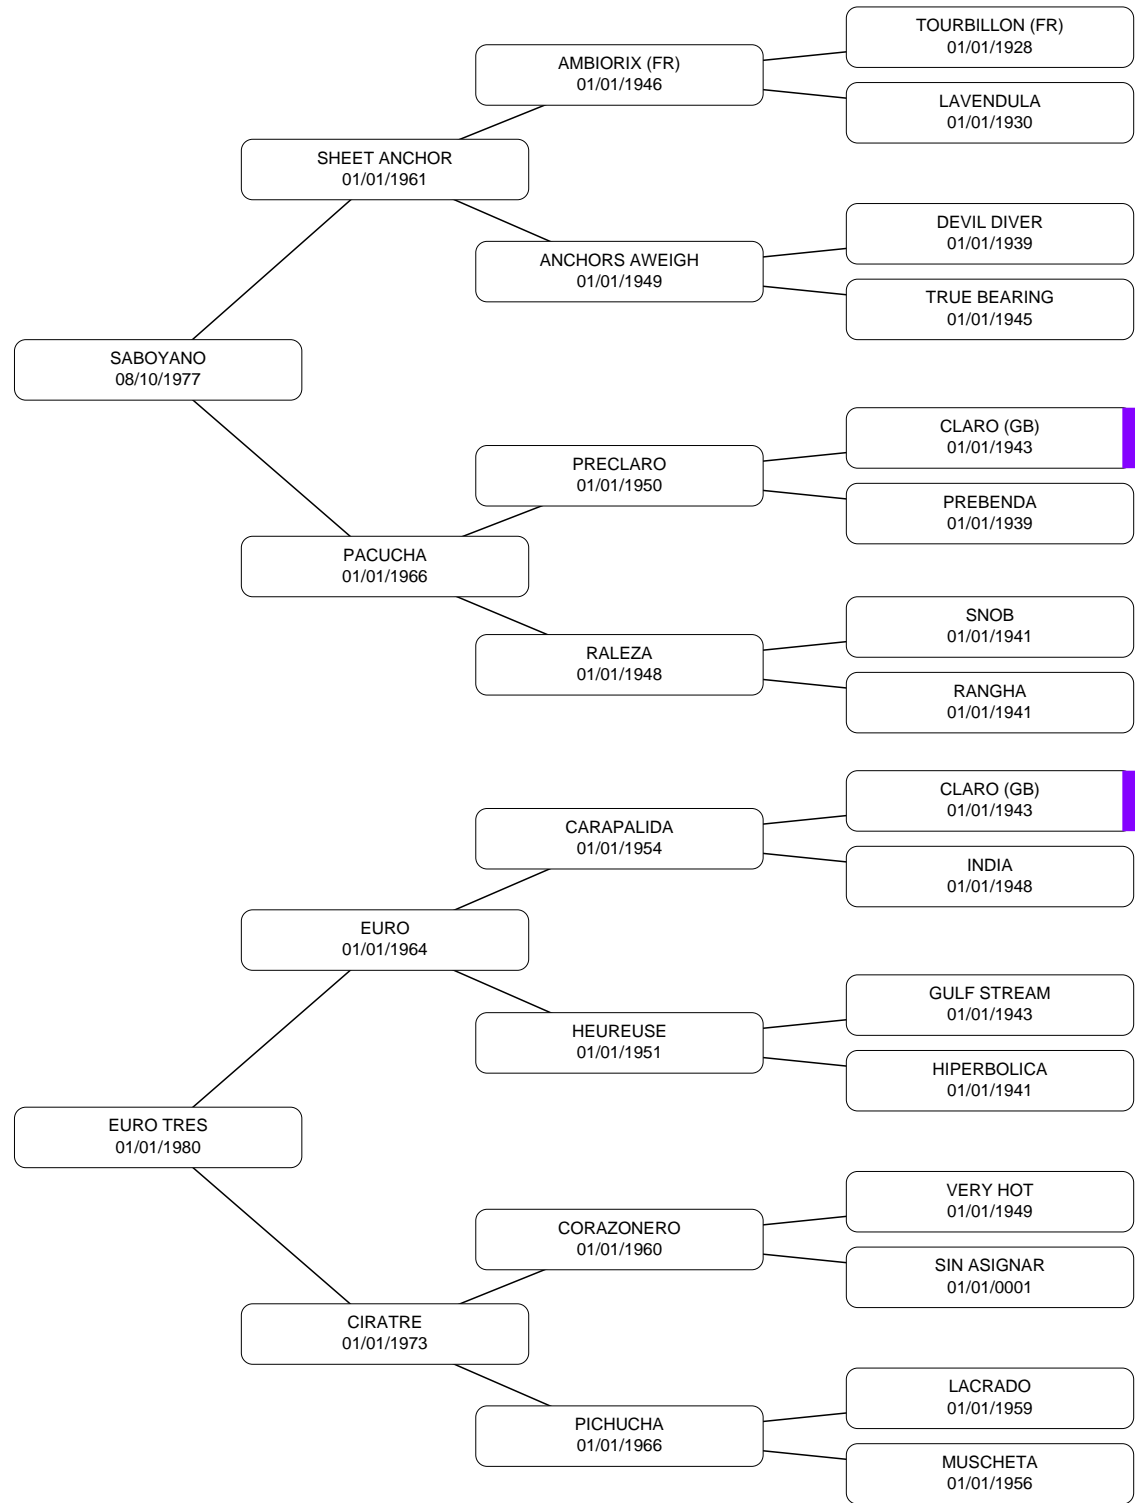 TOURBILLON (FR)
01/01/1928
AMBIORIX (FR)
01/01/1946
LAVENDULA
01/01/1930
SHEET ANCHOR
01/01/1961
DEVIL DIVER
01/01/1939
ANCHORS AWEIGH
01/01/1949
TRUE BEARING
01/01/1945
SABOYANO
08/10/1977
CLARO (GB)
01/01/1943
PRECLARO
01/01/1950
PREBENDA
01/01/1939
PACUCHA
01/01/1966
SNOB
01/01/1941
RALEZA
01/01/1948
RANGHA
01/01/1941
CLARO (GB)
01/01/1943
CARAPALIDA
01/01/1954
INDIA
01/01/1948
EURO
01/01/1964
GULF STREAM
01/01/1943
HEUREUSE
01/01/1951
HIPERBOLICA
01/01/1941
EURO TRES
01/01/1980
VERY HOT
01/01/1949
CORAZONERO
01/01/1960
SIN ASIGNAR
01/01/0001
CIRATRE
01/01/1973
LACRADO
01/01/1959
PICHUCHA
01/01/1966
MUSCHETA
01/01/1956